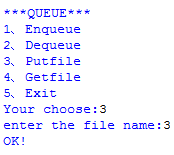 ***QUEUE***
1、Enqueue
2、Dequeue
3、Putfile
4、Getfile
5、Exit
Your choose:3
enter the file name:3
OK!